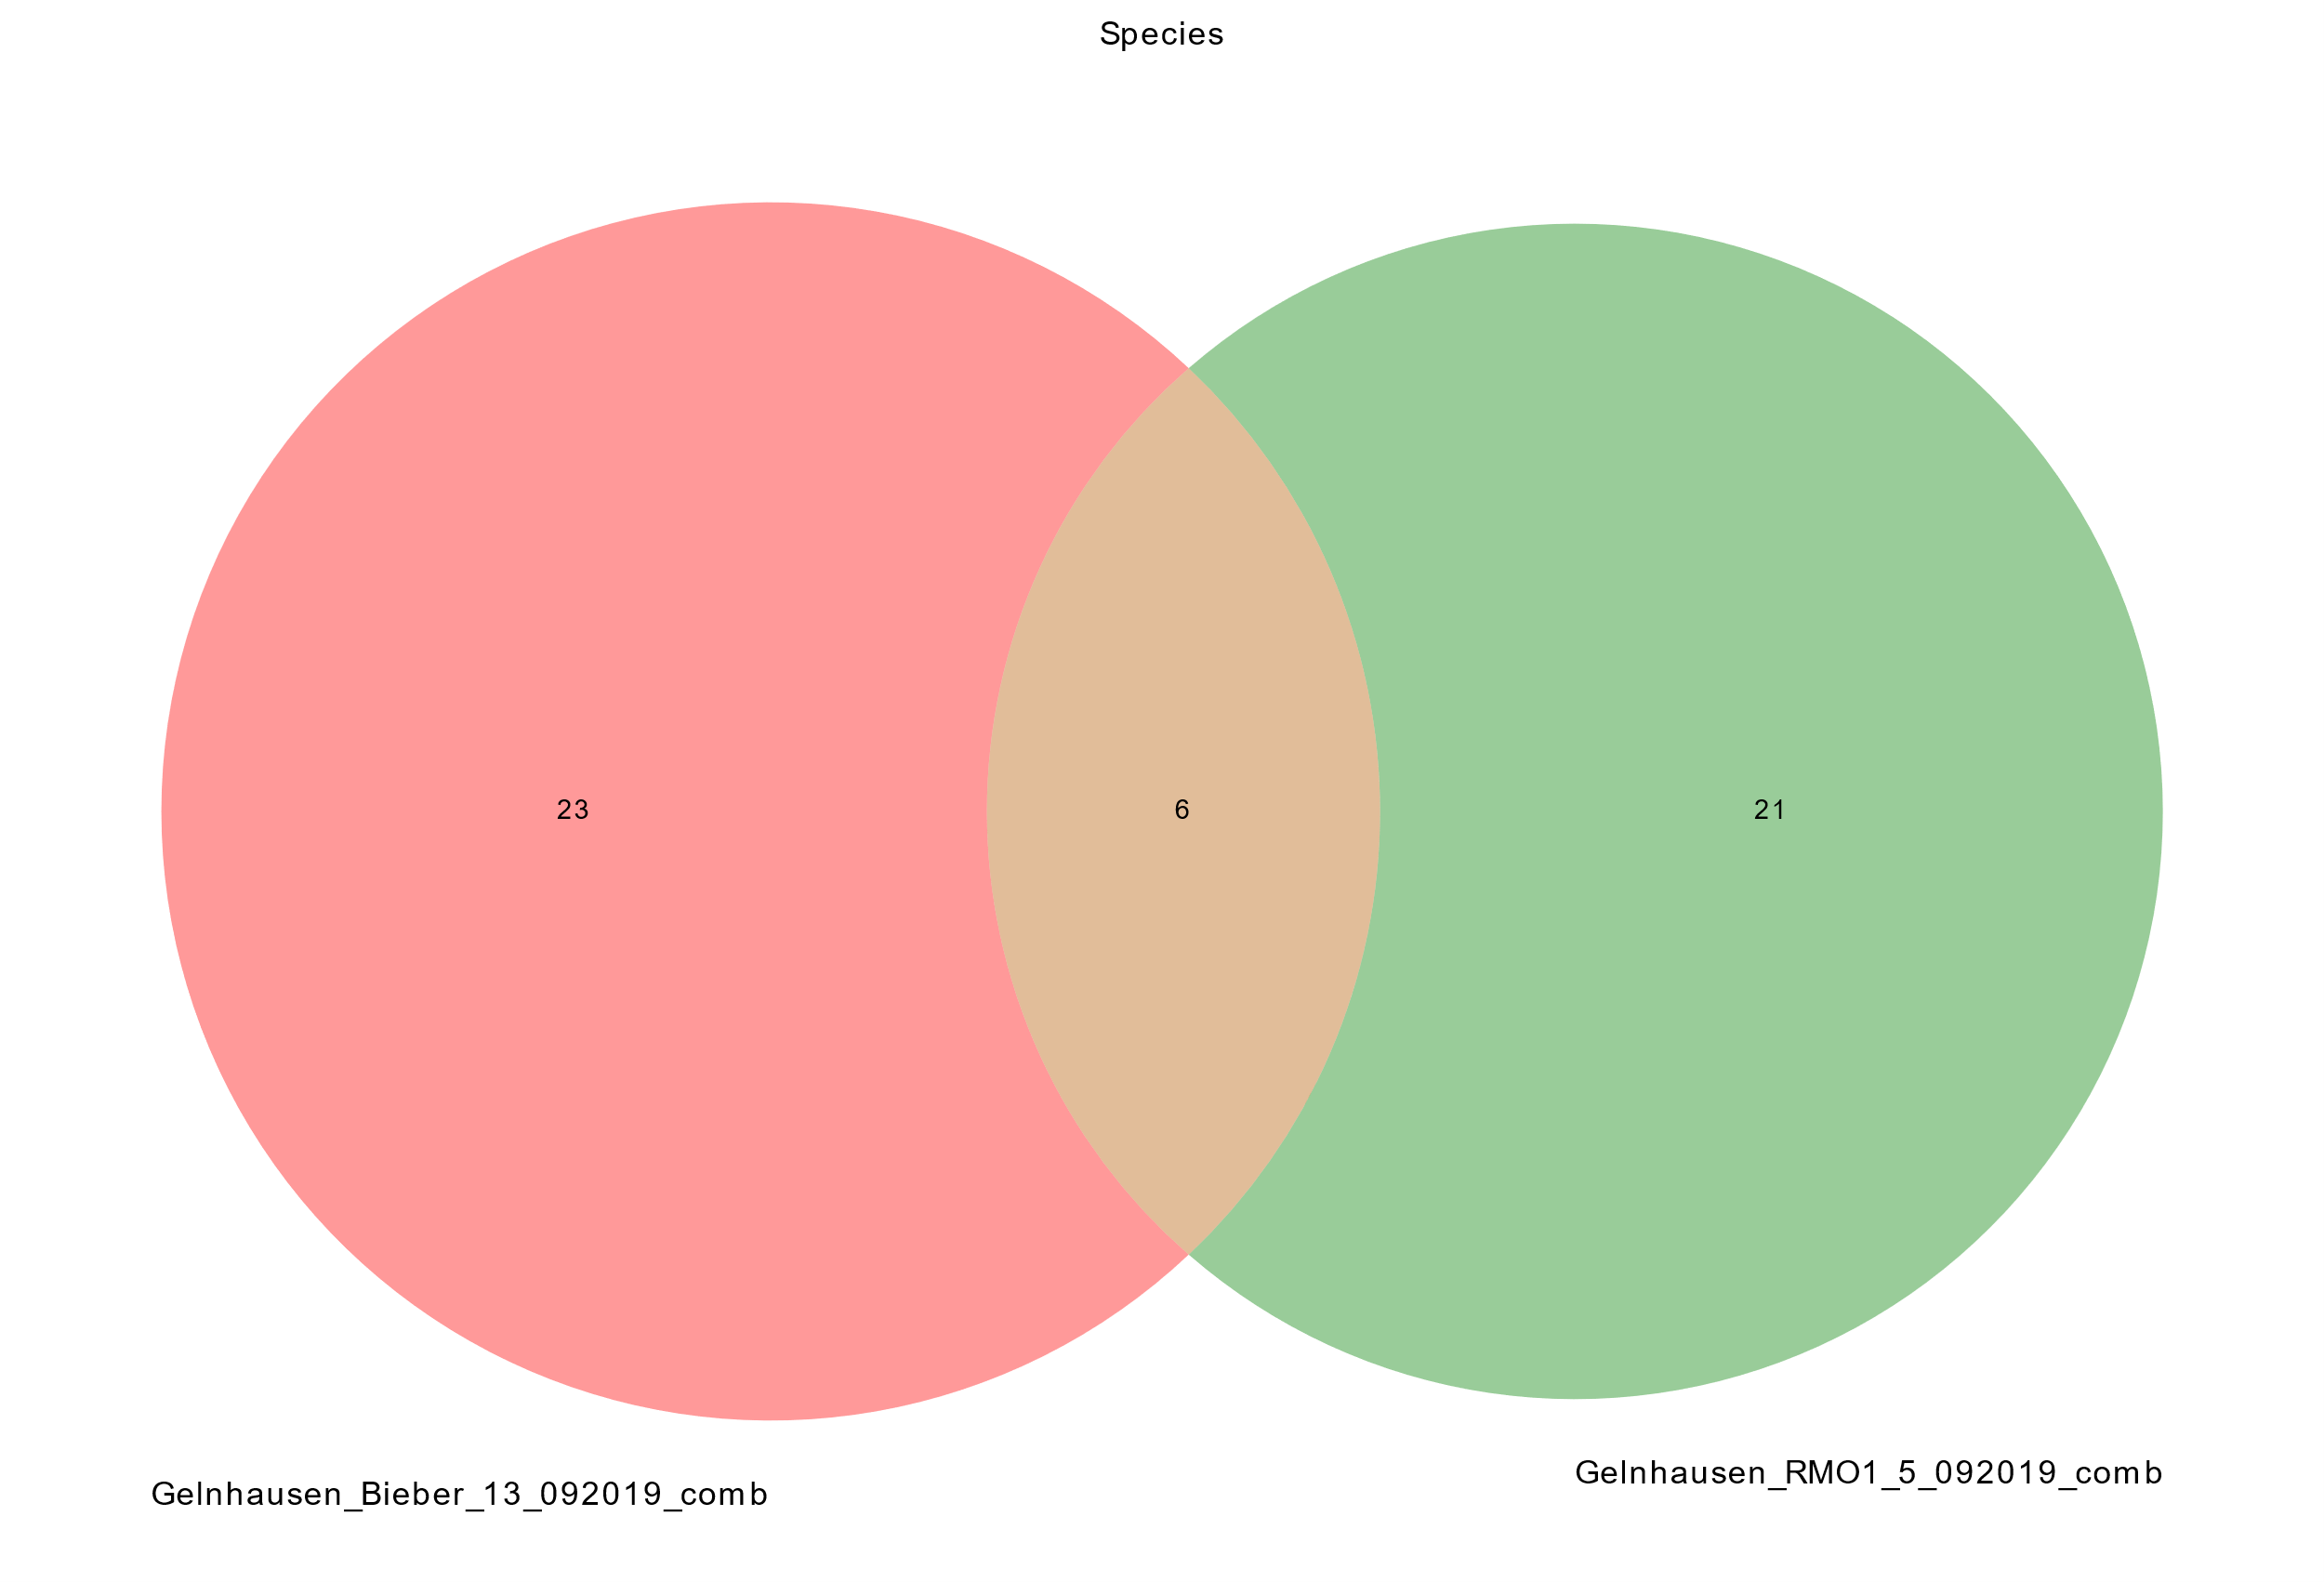 Species
23
6
21
Gelnhausen_RMO1_5_092019_comb
Gelnhausen_Bieber_13_092019_comb